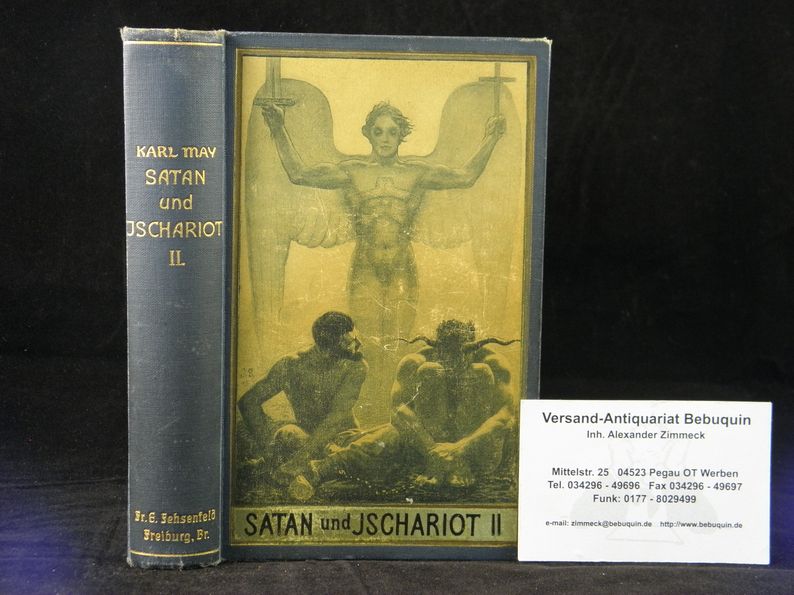 KARL MAY
SATAN
und
JSCHARIOT
II.
Fr. E. Fehsenfeld
Freiburg, Br.
SATAN und JSCHARIOT II
Versand-Antiquariat Bebuquin
Inh. Alexander Zimmeck
Mittelstr. 25 04523 Pegau OT Werben
Tel. 034296 - 49696 Fax 034296 - 49697
Funk: 0177 - 8029499
e-mail: zimmeck@bebuquin.de http://www.bebuquin.de